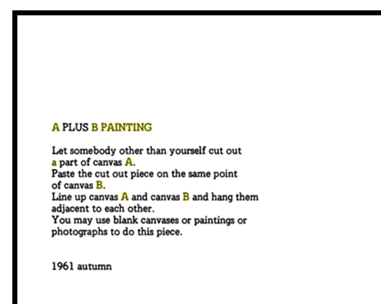 A PLUS B PAINTING
Let somebody other than yourself cut out
a part of canvas A.
Paste the cut out piece on the same point
of canvas B.
Line up canvas A and canvas B and hang them
adjacent to each other.
You may use blank canvases or paintings or
photographs to do this piece.
1961 autumn